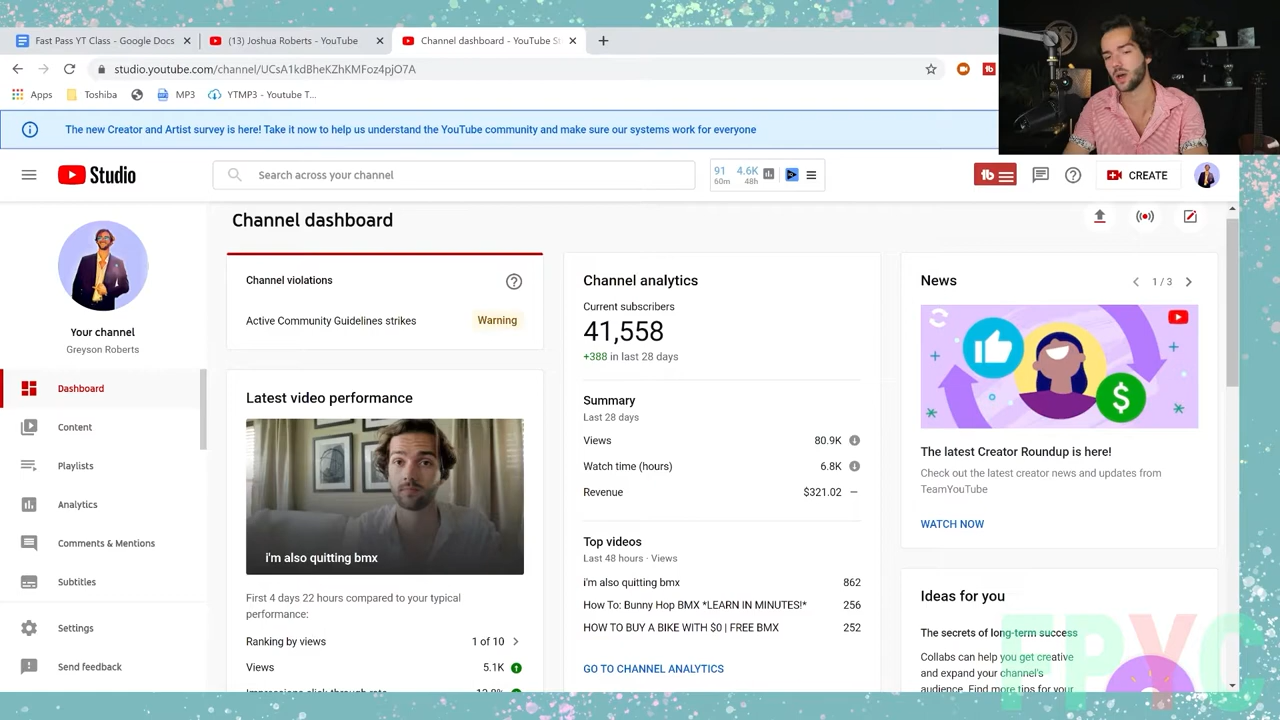 Fast Pass YT Class - Google Docs
(13) Joshua Roberts - YouTube
Channel dashboard - YouTube St
Apps
Toshiba
MP3
YTMP3 - Youtube T...
The new Creator and Artist survey is here! Take it now to help us understand the YouTube community and make sure our systems work for everyone
Studio
Search across your channel
91
60m
4.6K
48h
tb
CREATE
Channel dashboard
Your channel
Greyson Roberts
Dashboard
Content
Playlists
Analytics
Comments & Mentions
Subtitles
Settings
Send feedback
Channel violations
Active Community Guidelines strikes
Warning
Latest video performance
i'm also quitting bmx
First 4 days 22 hours compared to your typical
performance:
Ranking by views
1 of 10
Views
5.1K
Channel analytics
Current subscribers
41,558
+388 in last 28 days
Summary
Last 28 days
Views
80.9K
Watch time (hours)
6.8K
Revenue
$321.02
Top videos
Last 48 hours · Views
i'm also quitting bmx
862
How To: Bunny Hop BMX *LEARN IN MINUTES!*
256
HOW TO BUY A BIKE WITH $0 | FREE BMX
252
GO TO CHANNEL ANALYTICS
News
1 / 3
The latest Creator Roundup is here!
Check out the latest creator news and updates from
TeamYouTube
WATCH NOW
Ideas for you
The secrets of long-term success
Collabs can help you get creative
and expand your channel's
audience. Find more tips for your
FPYC